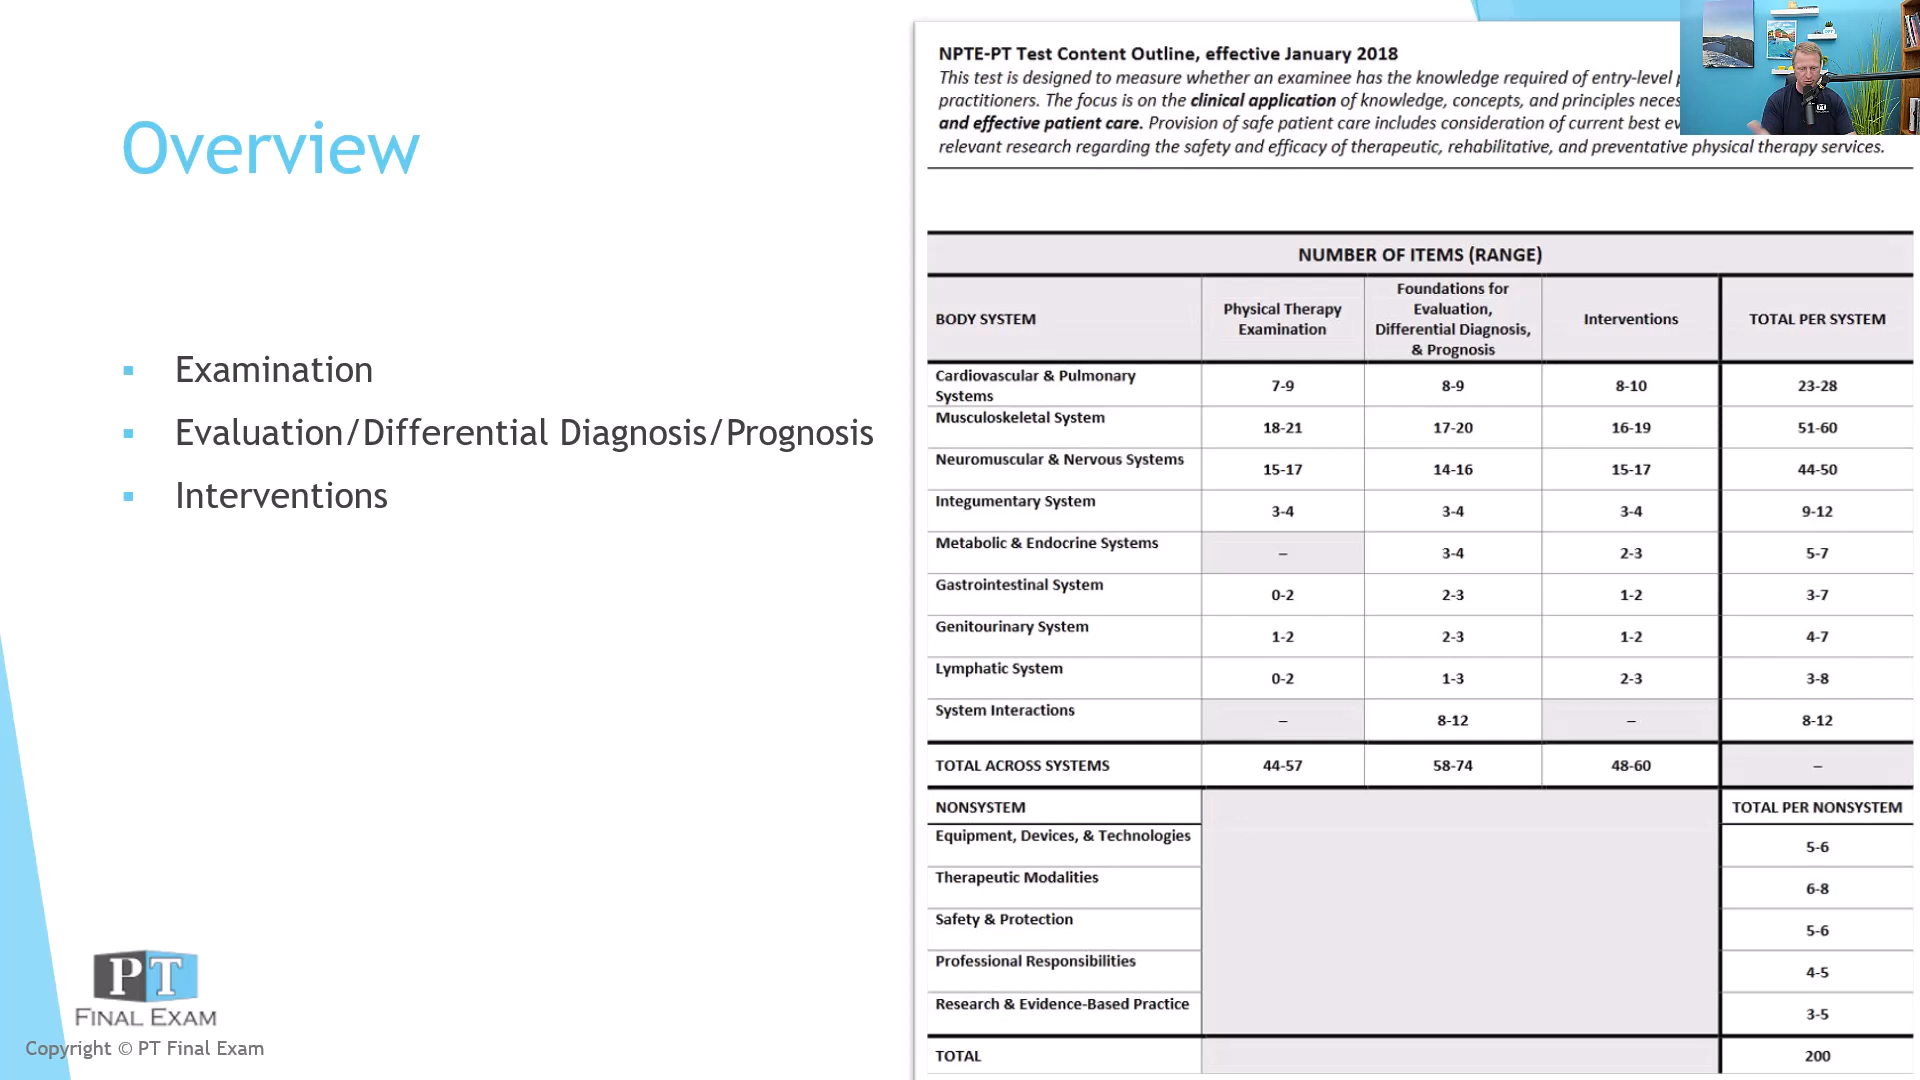 Overview
▪ Examination
▪ Evaluation/Differential Diagnosis/Prognosis
▪ Interventions
PT
FINAL EXAM
Copyright © PT Final Exam
NPTE-PT Test Content Outline, effective January 2018
This test is designed to measure whether an examinee has the knowledge required of entry-level
practitioners. The focus is on the clinical application of knowledge, concepts, and principles
and effective patient care. Provision of safe patient care includes consideration of current best
relevant research regarding the safety and efficacy of therapeutic, rehabilitative, and preventative physical therapy services.
NUMBER OF ITEMS (RANGE)
BODY SYSTEM Physical Therapy Examination Foundations for Evaluation, Differential Diagnosis, & Prognosis Interventions TOTAL PER SYSTEM
Cardiovascular & Pulmonary Systems 7-9 8-9 8-10 23-28
Musculoskeletal System 18-21 17-20 16-19 51-60
Neuromuscular & Nervous Systems 15-17 14-16 15-17 44-50
Integumentary System 3-4 3-4 3-4 9-12
Metabolic & Endocrine Systems – 3-4 2-3 5-7
Gastrointestinal System 0-2 2-3 1-2 3-7
Genitourinary System 1-2 2-3 1-2 4-7
Lymphatic System 0-2 1-3 2-3 3-8
System Interactions – 8-12 – 8-12
TOTAL ACROSS SYSTEMS 44-57 58-74 48-60 –
NONSYSTEM TOTAL PER NONSYSTEM
Equipment, Devices, & Technologies 5-6
Therapeutic Modalities 6-8
Safety & Protection 5-6
Professional Responsibilities 4-5
Research & Evidence-Based Practice 3-5
TOTAL 200